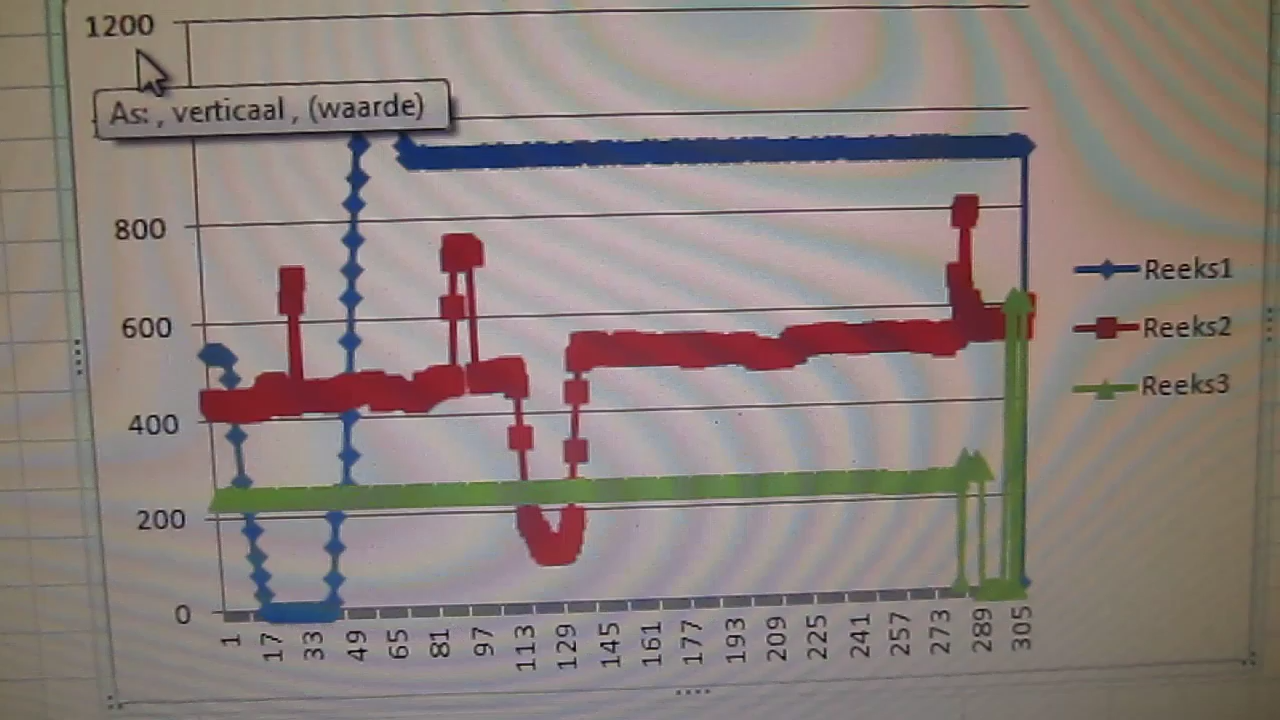 1200
As: , verticaal , (waarde)
800
600
400
200
0
1 17 33 49 65 81 97 113 129 145 161 177 193 209 225 241 257 273 289 305
Reeks1
Reeks2
Reeks3